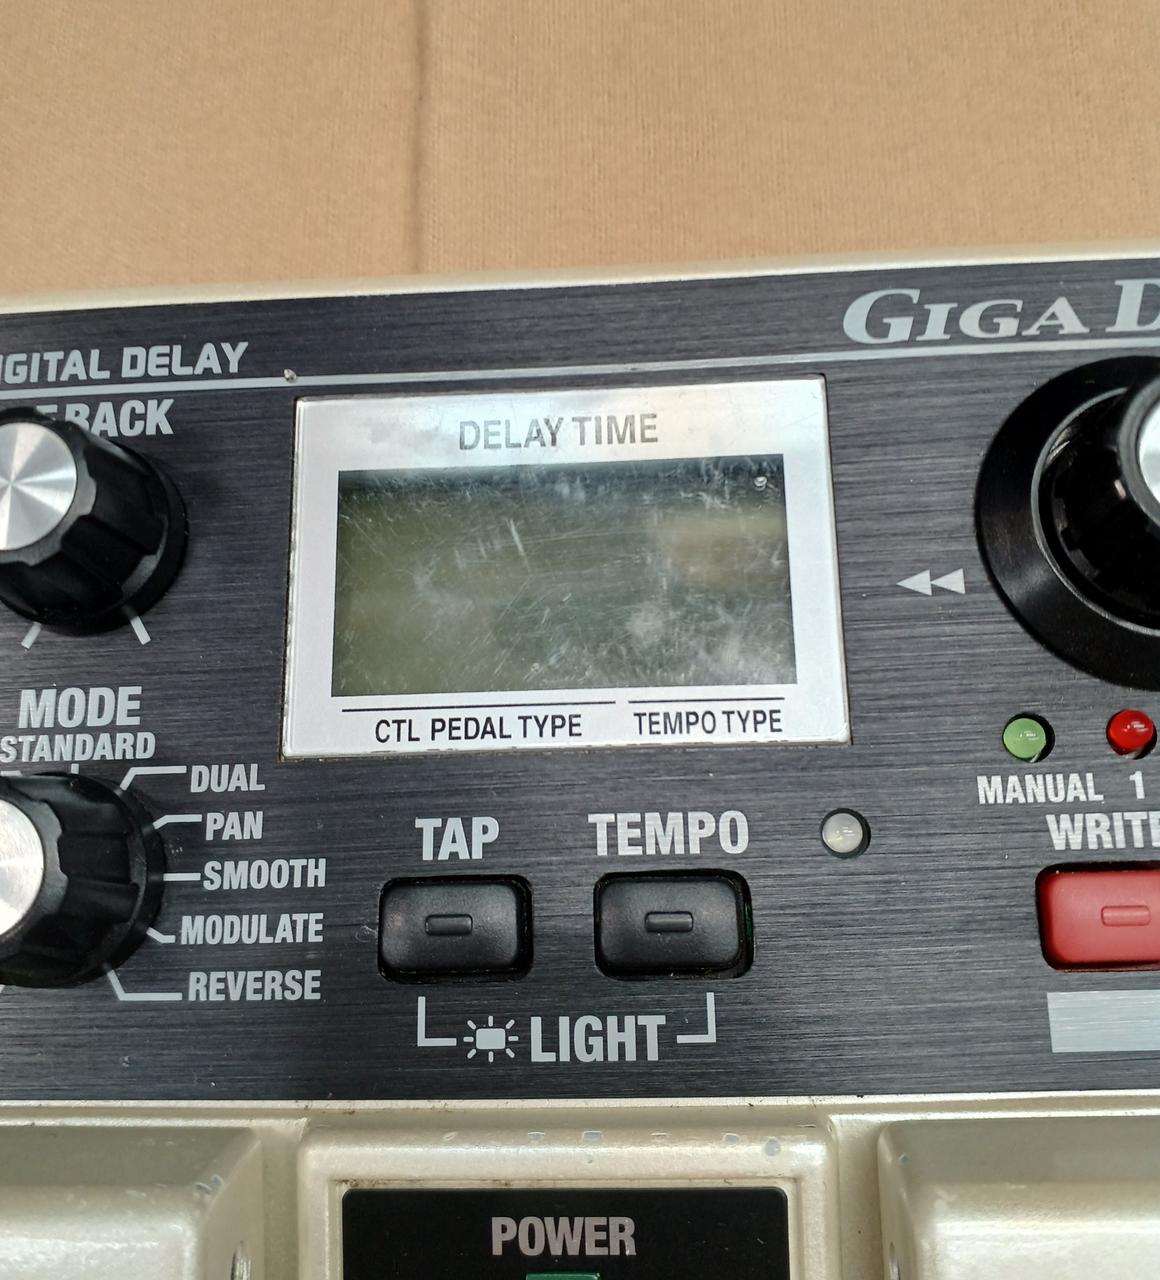 IGITAL DELAY
GIGA D
BACK
DELAY TIME
CTL PEDAL TYPE
TEMPO TYPE
MODE
STANDARD
DUAL
PAN
SMOOTH
MODULATE
REVERSE
TAP
TEMPO
LIGHT
MANUAL 1
WRITE
POWER